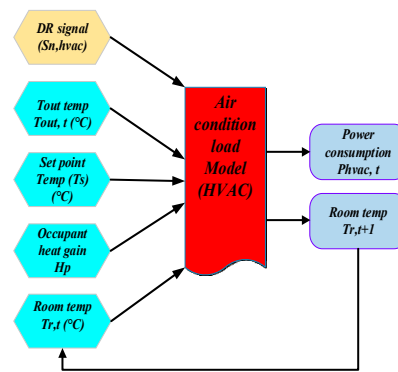 DR signal
(Sn,hvac)
Tout temp
Tout, t (°C)
Set point
Temp (Ts)
(°C)
Occupant
heat gain
Hp
Room temp
Tr,t (°C)
Air
condition
load
Model
(HVAC)
Power
consumption
Phvac, t
Room temp
Tr,t+1